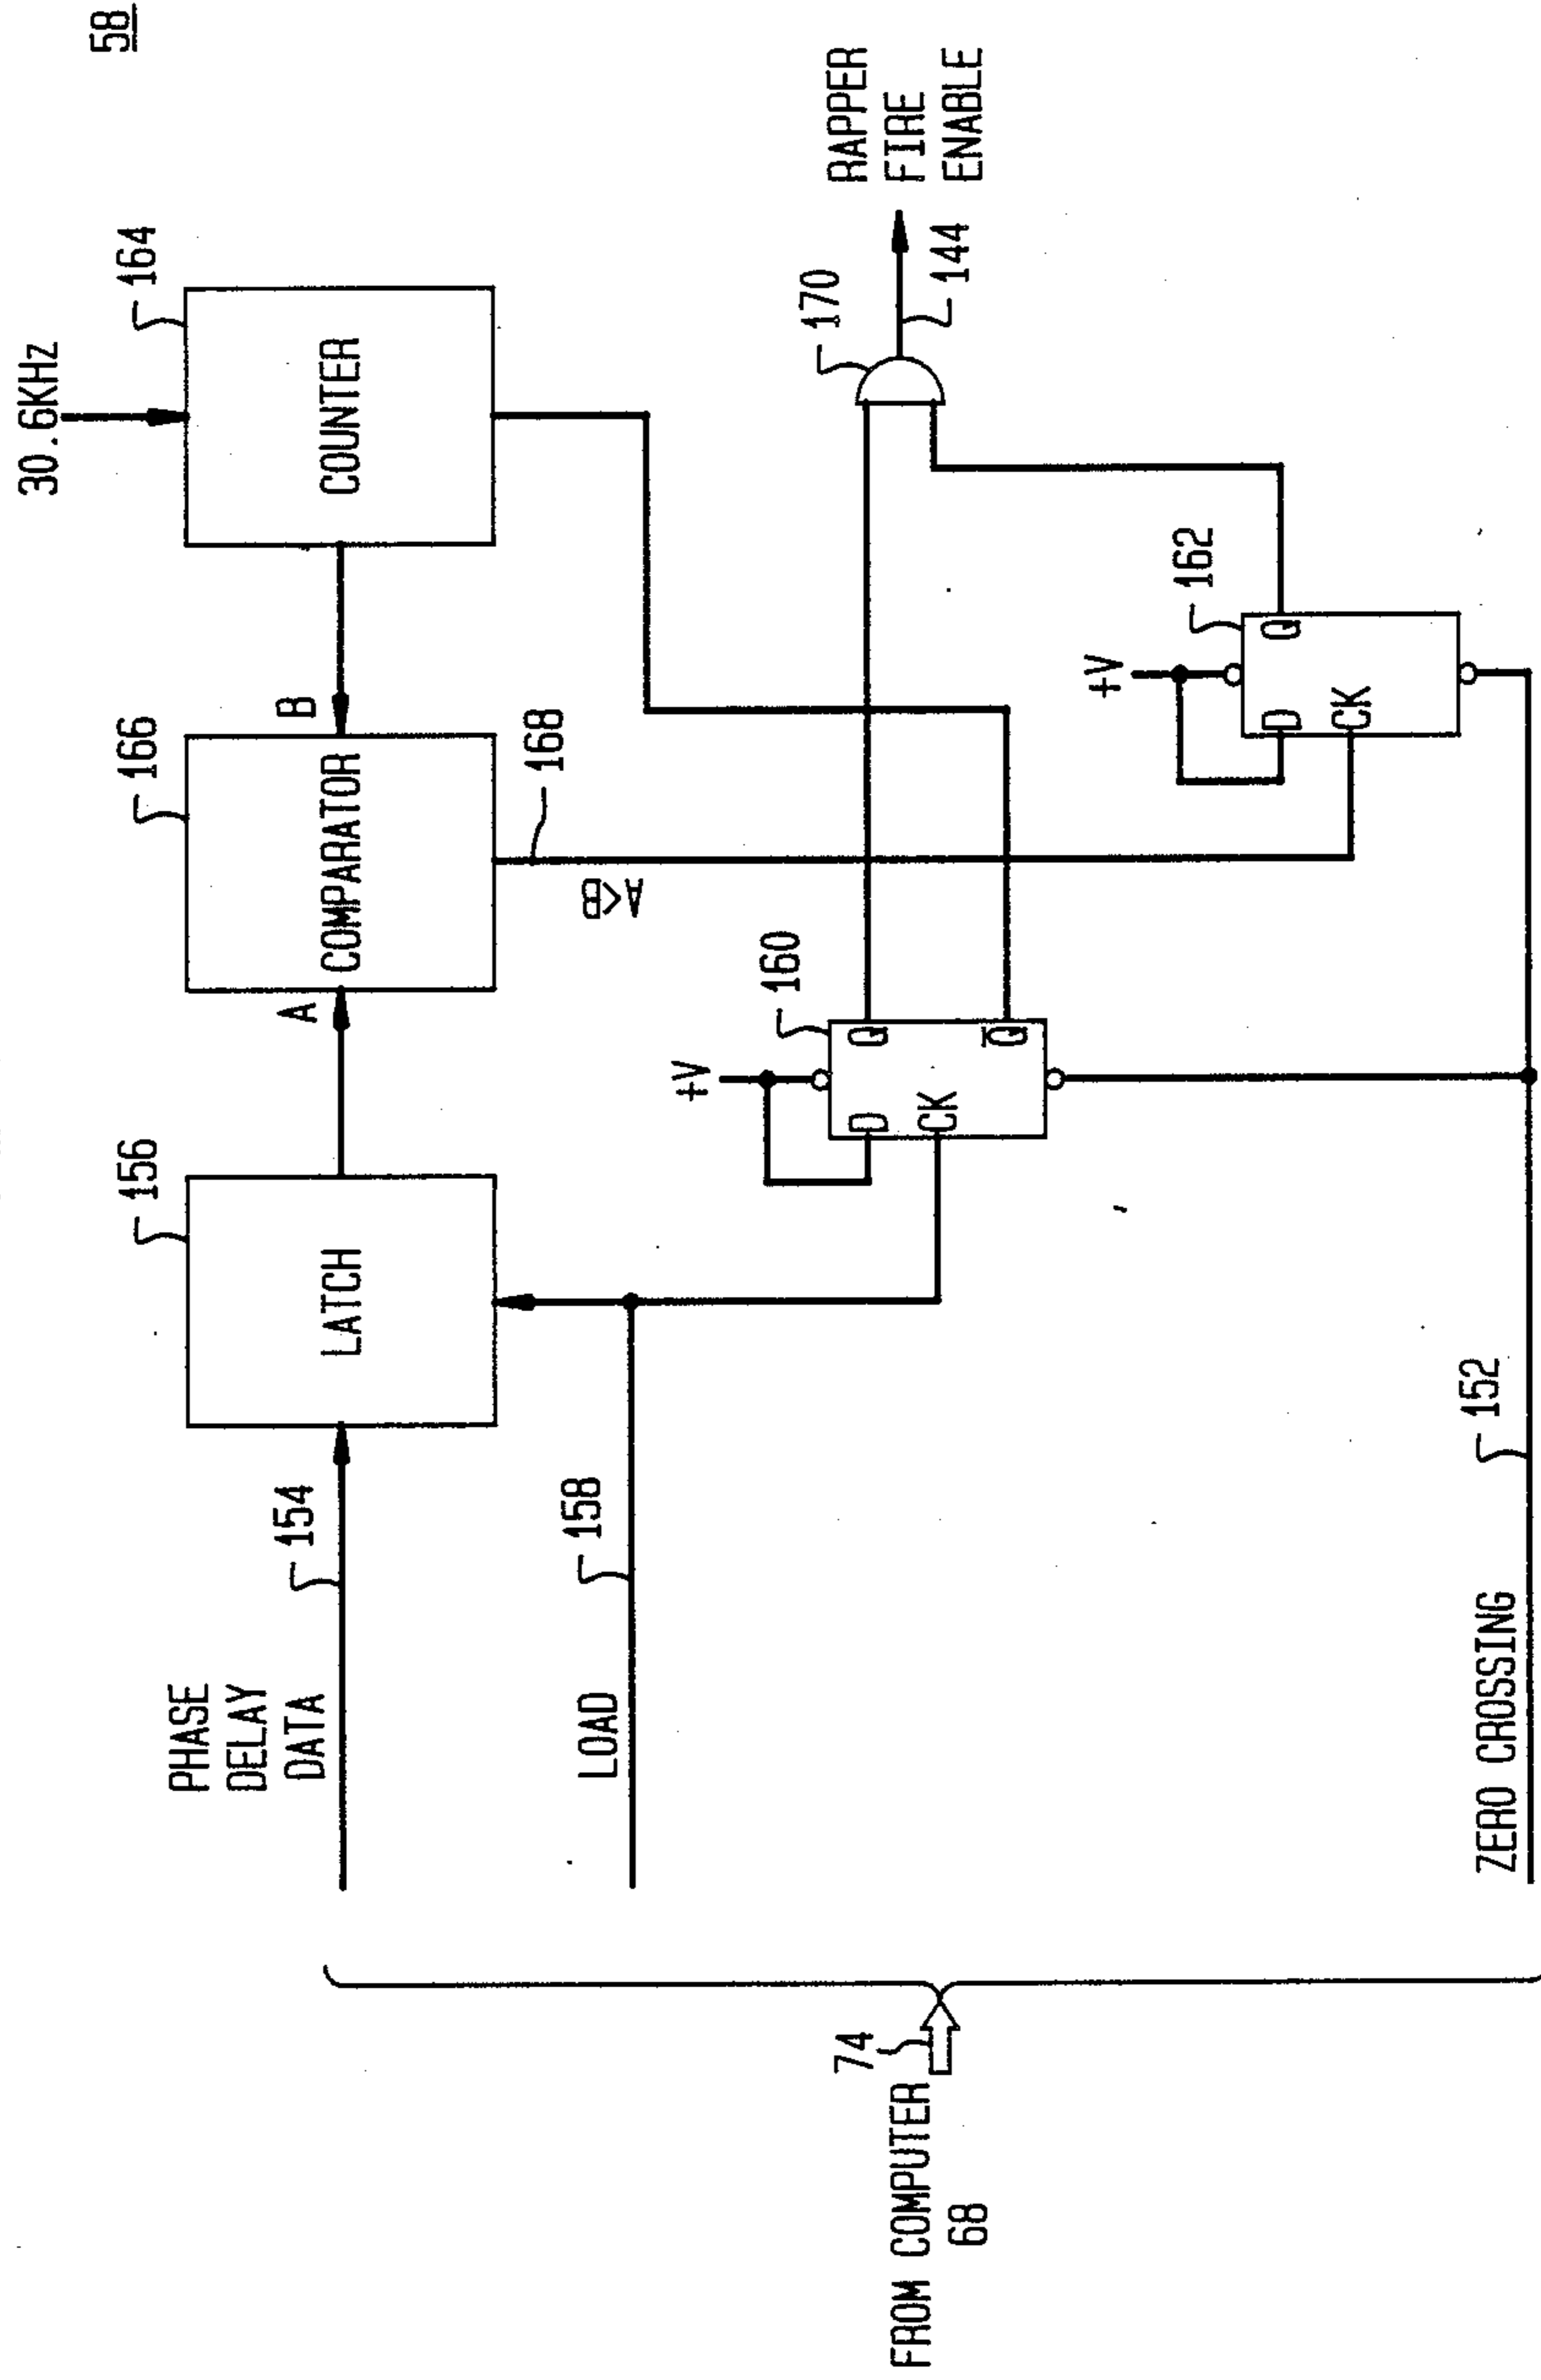 58
30.6KHz
164
COUNTER
B
166
COMPARATOR
A
156
LATCH
154
PHASE
DELAY
DATA
168
A<B
158
LOAD
RAPPER
FIRE
ENABLE
144
170
160
+V
D
Q
CK
Q̅
162
+V
D
Q
CK
152
ZERO CROSSING
74
FROM COMPUTER
68